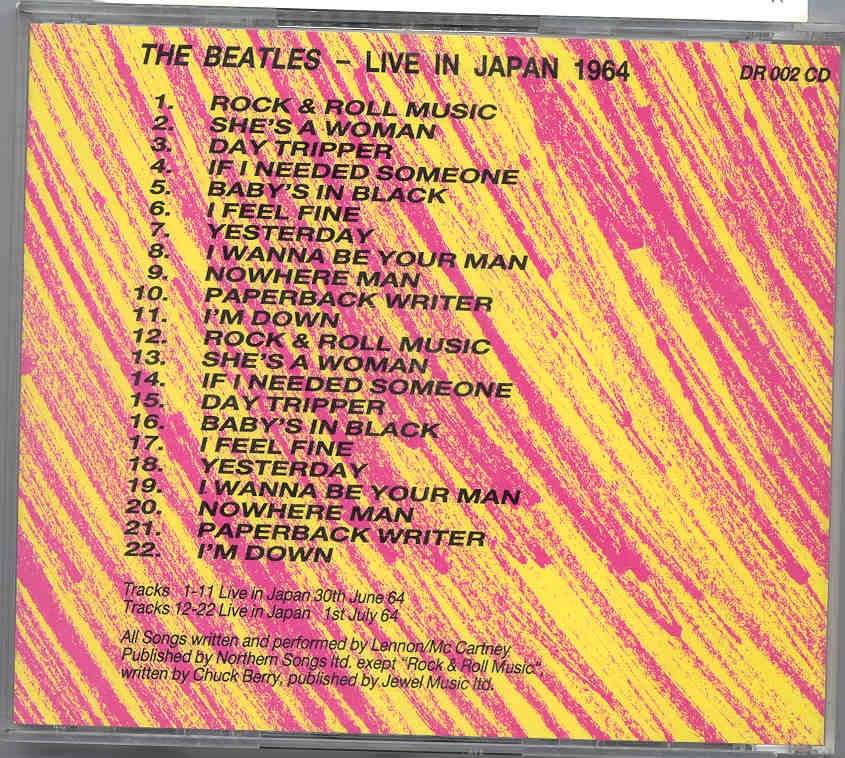 THE BEATLES – LIVE IN JAPAN 1964 DR 002 CD
1. ROCK & ROLL MUSIC
2. SHE'S A WOMAN
3. DAY TRIPPER
4. IF I NEEDED SOMEONE
5. BABY'S IN BLACK
6. I FEEL FINE
7. YESTERDAY
8. I WANNA BE YOUR MAN
9. NOWHERE MAN
10. PAPERBACK WRITER
11. I'M DOWN
12. ROCK & ROLL MUSIC
13. SHE'S A WOMAN
14. IF I NEEDED SOMEONE
15. DAY TRIPPER
16. BABY'S IN BLACK
17. I FEEL FINE
18. YESTERDAY
19. I WANNA BE YOUR MAN
20. NOWHERE MAN
21. PAPERBACK WRITER
22. I'M DOWN
Tracks 1-11 Live in Japan 30th June 64
Tracks 12-22 Live in Japan 1st July 64
All Songs written and performed by Lennon/Mc Cartney
Published by Northern Songs ltd. exept "Rock & Roll Music",
written by Chuck Berry, published by Jewel Music ltd.